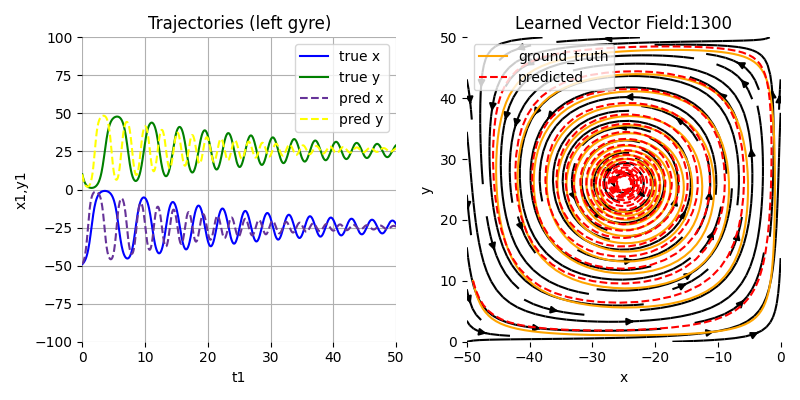 Trajectories (left gyre)
100
75
50
25
0
−25
−50
−75
−100
x1,y1
0
10
20
30
40
50
t1
true x
true y
pred x
pred y
Learned Vector Field:1300
50
40
30
20
10
0
y
−50
−40
−30
−20
−10
0
x
ground_truth
predicted